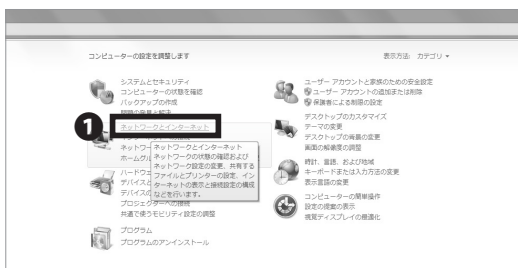 コンピューターの設定を調整します
表示方法: カテゴリ ▼
システムとセキュリティ
コンピューターの状態を確認
バックアップの作成
問題の発見と解決
1
ネットワークとインターネット
ネットワークとインターネット
ネットワークの状態の確認および
ネットワーク設定の変更、共有する
ファイルとプリンターの設定、イン
ターネットの表示と接続設定の構成
などを行います。
ホームグル
ハードウェ
デバイスと
デバイスの
プロジェクターへの接続
共通で使うモビリティ設定の調整
プログラム
プログラムのアンインストール
ユーザー アカウントと家族のための安全設定
ユーザー アカウントの追加または削除
保護者による制限の設定
デスクトップのカスタマイズ
テーマの変更
デスクトップの背景の変更
画面の解像度の調整
時計、言語、および地域
キーボードまたは入力方法の変更
表示言語の変更
コンピューターの簡単操作
設定の提案の表示
視覚ディスプレイの最適化